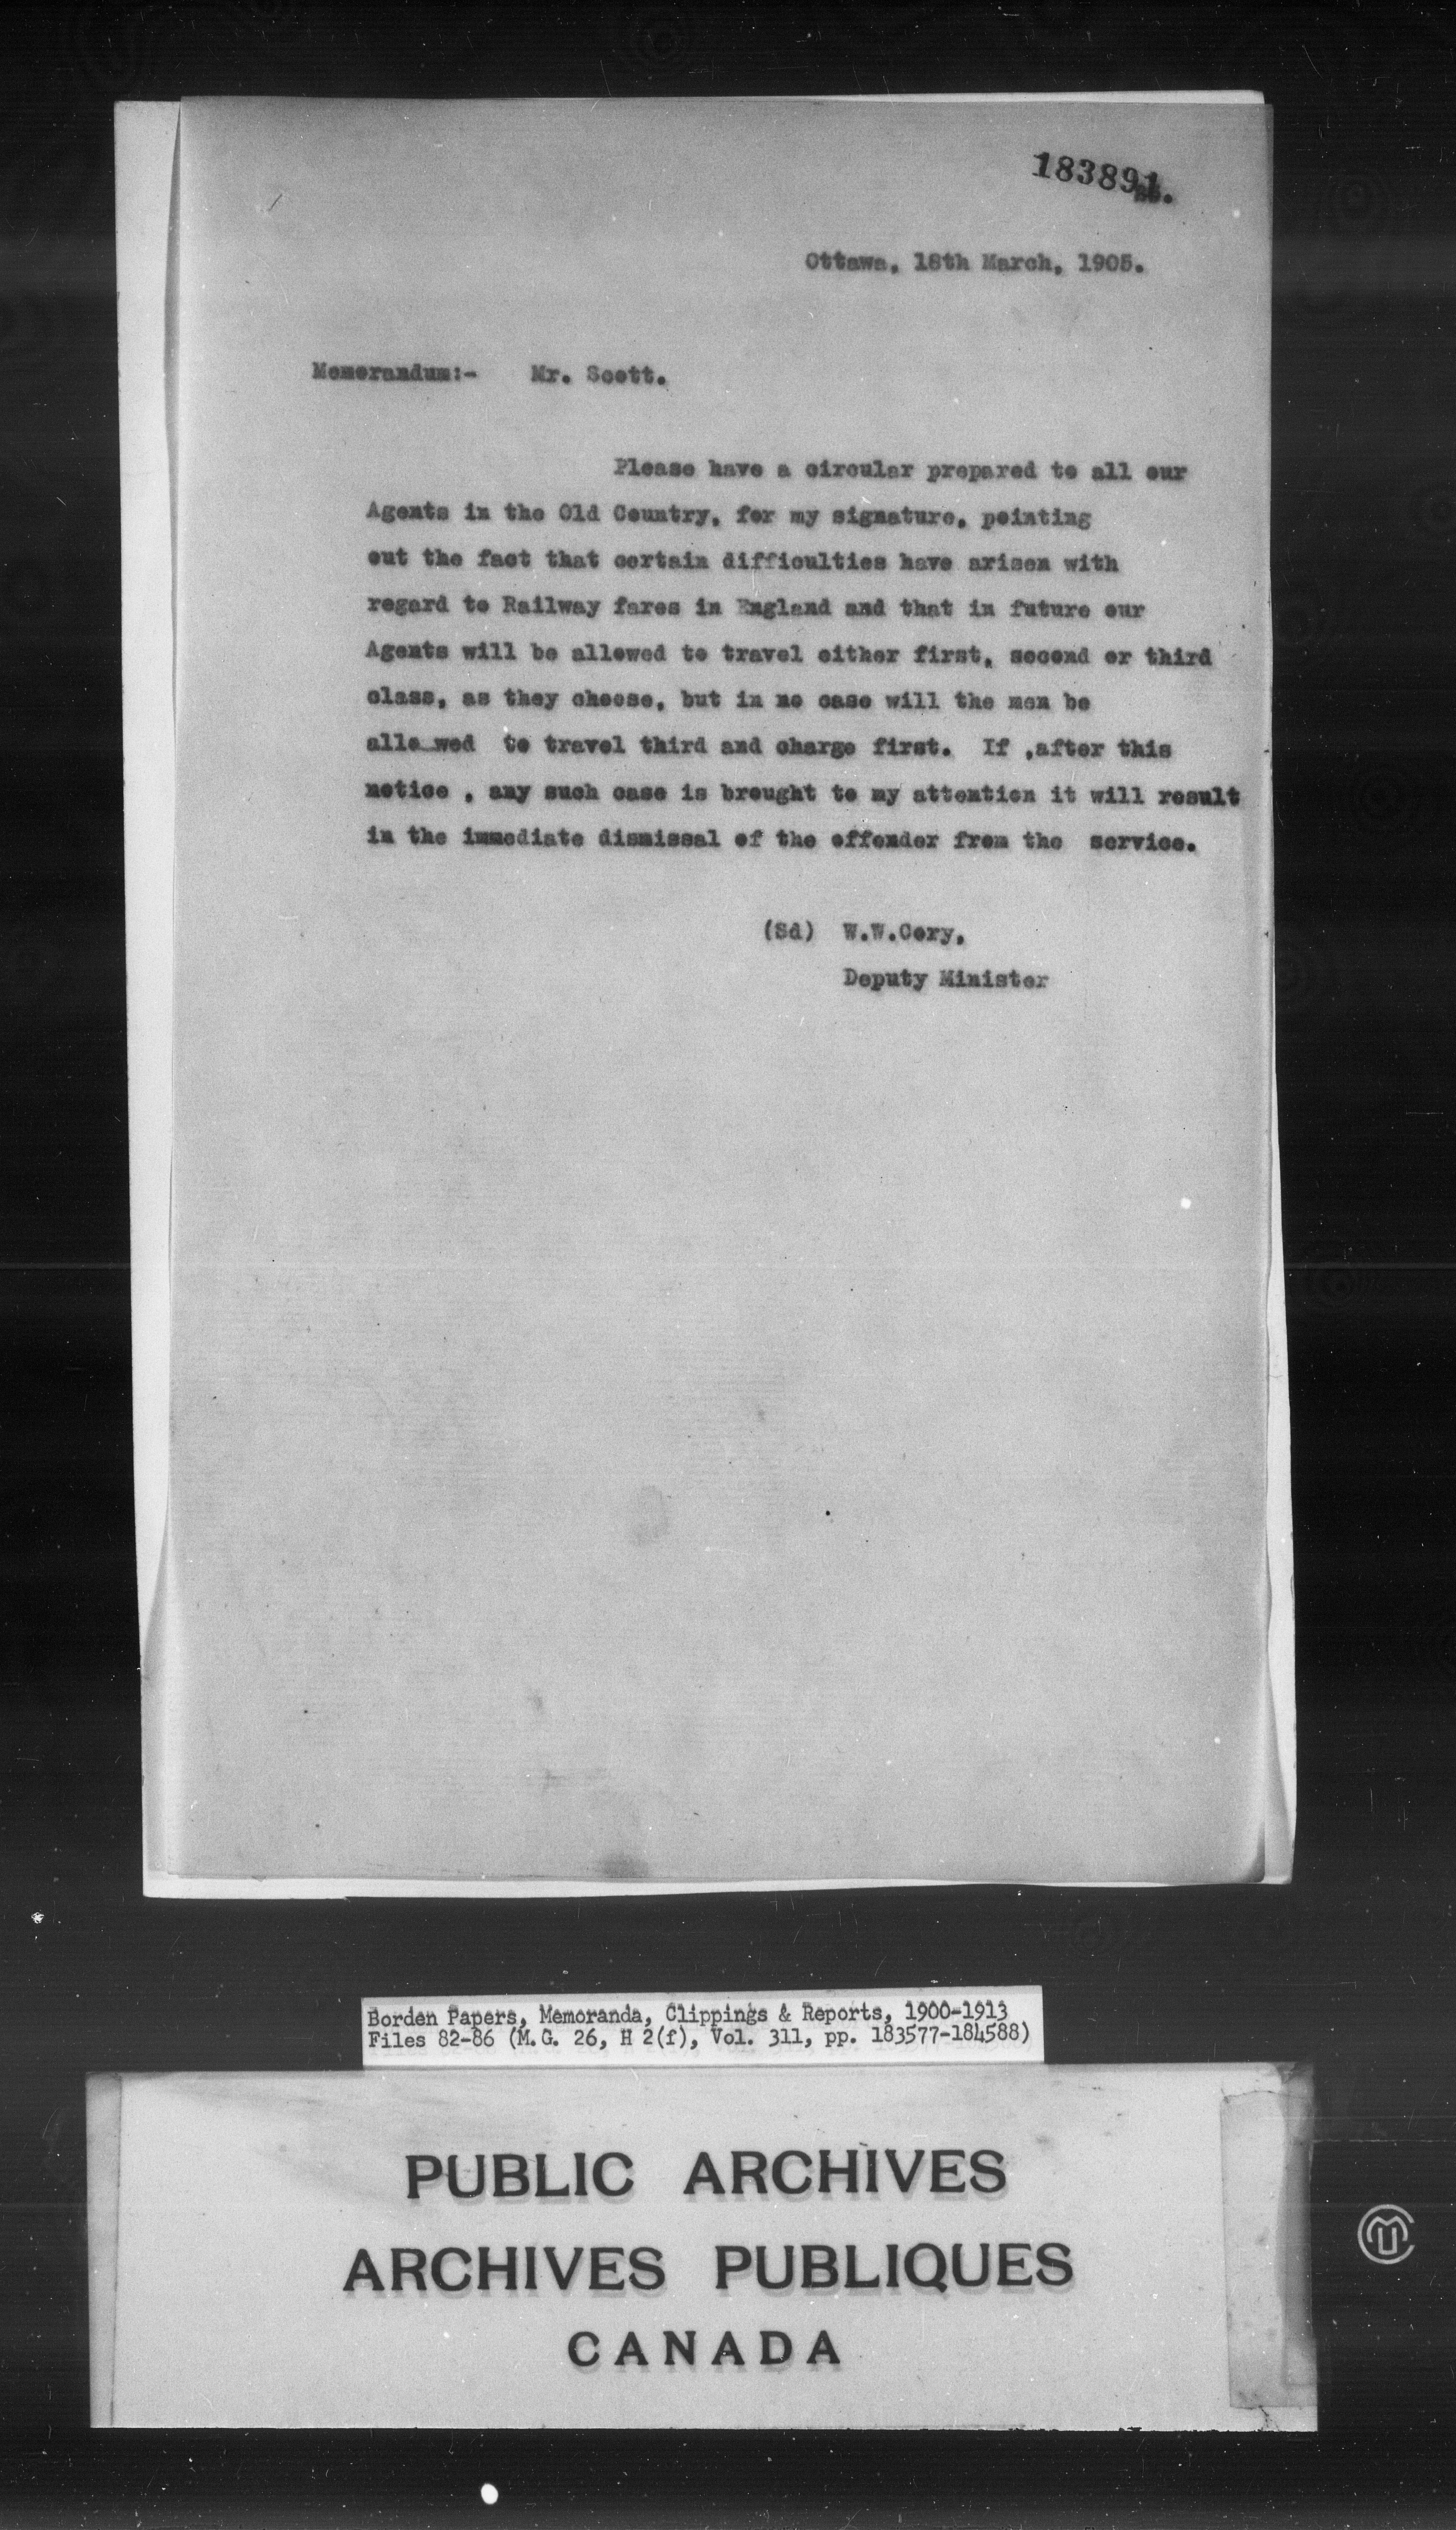 183891.
Ottawa, 18th March, 1905.
Memorandum:- Mr. Scott.
Please have a circular prepared to all our
Agents in the Old Country, for my signature, pointing
out the fact that certain difficulties have arisen with
regard to Railway fares in England and that in future our
Agents will be allowed to travel either first, second or third
class, as they choose, but in no case will the men be
allo_wed to travel third and charge first. If ,after this
notice , any such case is brought to my attention it will result
in the immediate dismissal of the offender from the service.
(Sd) W.W.Cory,
Deputy Minister
Borden Papers, Memoranda, Clippings & Reports, 1900-1913
Files 82-86 (M.G. 26, H 2(f), Vol. 311, pp. 183577-184588)
PUBLIC ARCHIVES
ARCHIVES PUBLIQUES
CANADA